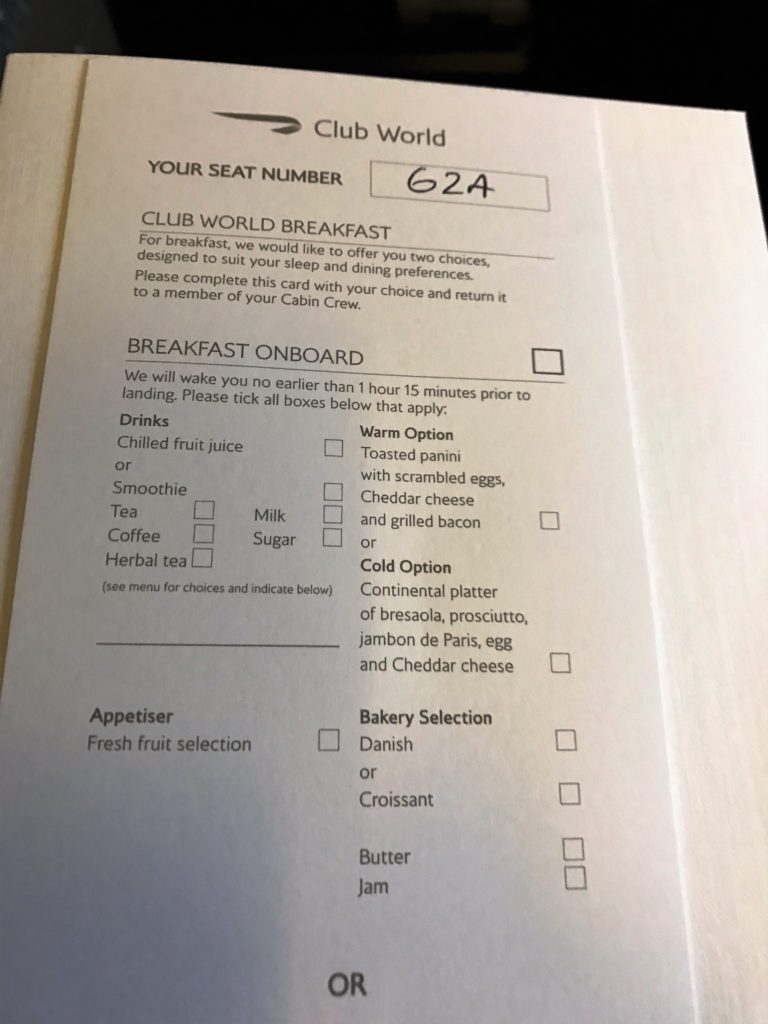 Club World
YOUR SEAT NUMBER 62A
CLUB WORLD BREAKFAST
For breakfast, we would like to offer you two choices,
designed to suit your sleep and dining preferences.
Please complete this card with your choice and return it
to a member of your Cabin Crew.
BREAKFAST ONBOARD
We will wake you no earlier than 1 hour 15 minutes prior to
landing. Please tick all boxes below that apply:
Drinks
Chilled fruit juice
or
Smoothie
Tea Milk
Coffee Sugar
Herbal tea
(see menu for choices and indicate below)
Warm Option
Toasted panini
with scrambled eggs,
Cheddar cheese
and grilled bacon
or
Cold Option
Continental platter
of bresaola, prosciutto,
jambon de Paris, egg
and Cheddar cheese
Appetiser
Fresh fruit selection
Bakery Selection
Danish
or
Croissant
Butter
Jam
OR